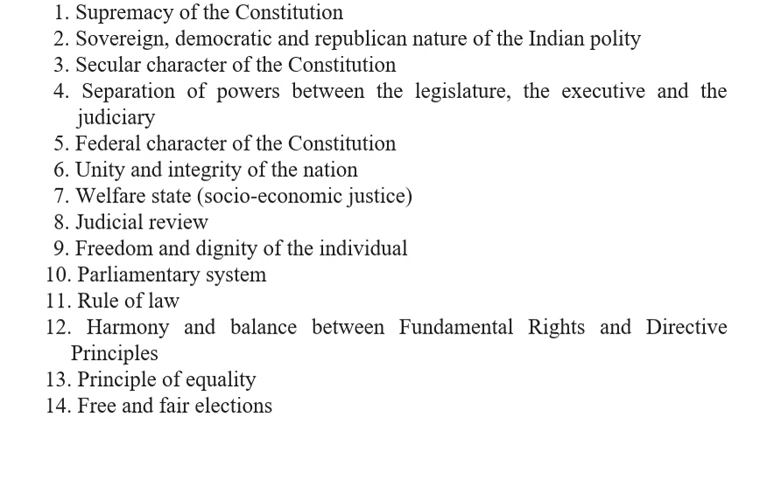 1. Supremacy of the Constitution
2. Sovereign, democratic and republican nature of the Indian polity
3. Secular character of the Constitution
4. Separation of powers between the legislature, the executive and the
judiciary
5. Federal character of the Constitution
6. Unity and integrity of the nation
7. Welfare state (socio-economic justice)
8. Judicial review
9. Freedom and dignity of the individual
10. Parliamentary system
11. Rule of law
12. Harmony and balance between Fundamental Rights and Directive
Principles
13. Principle of equality
14. Free and fair elections